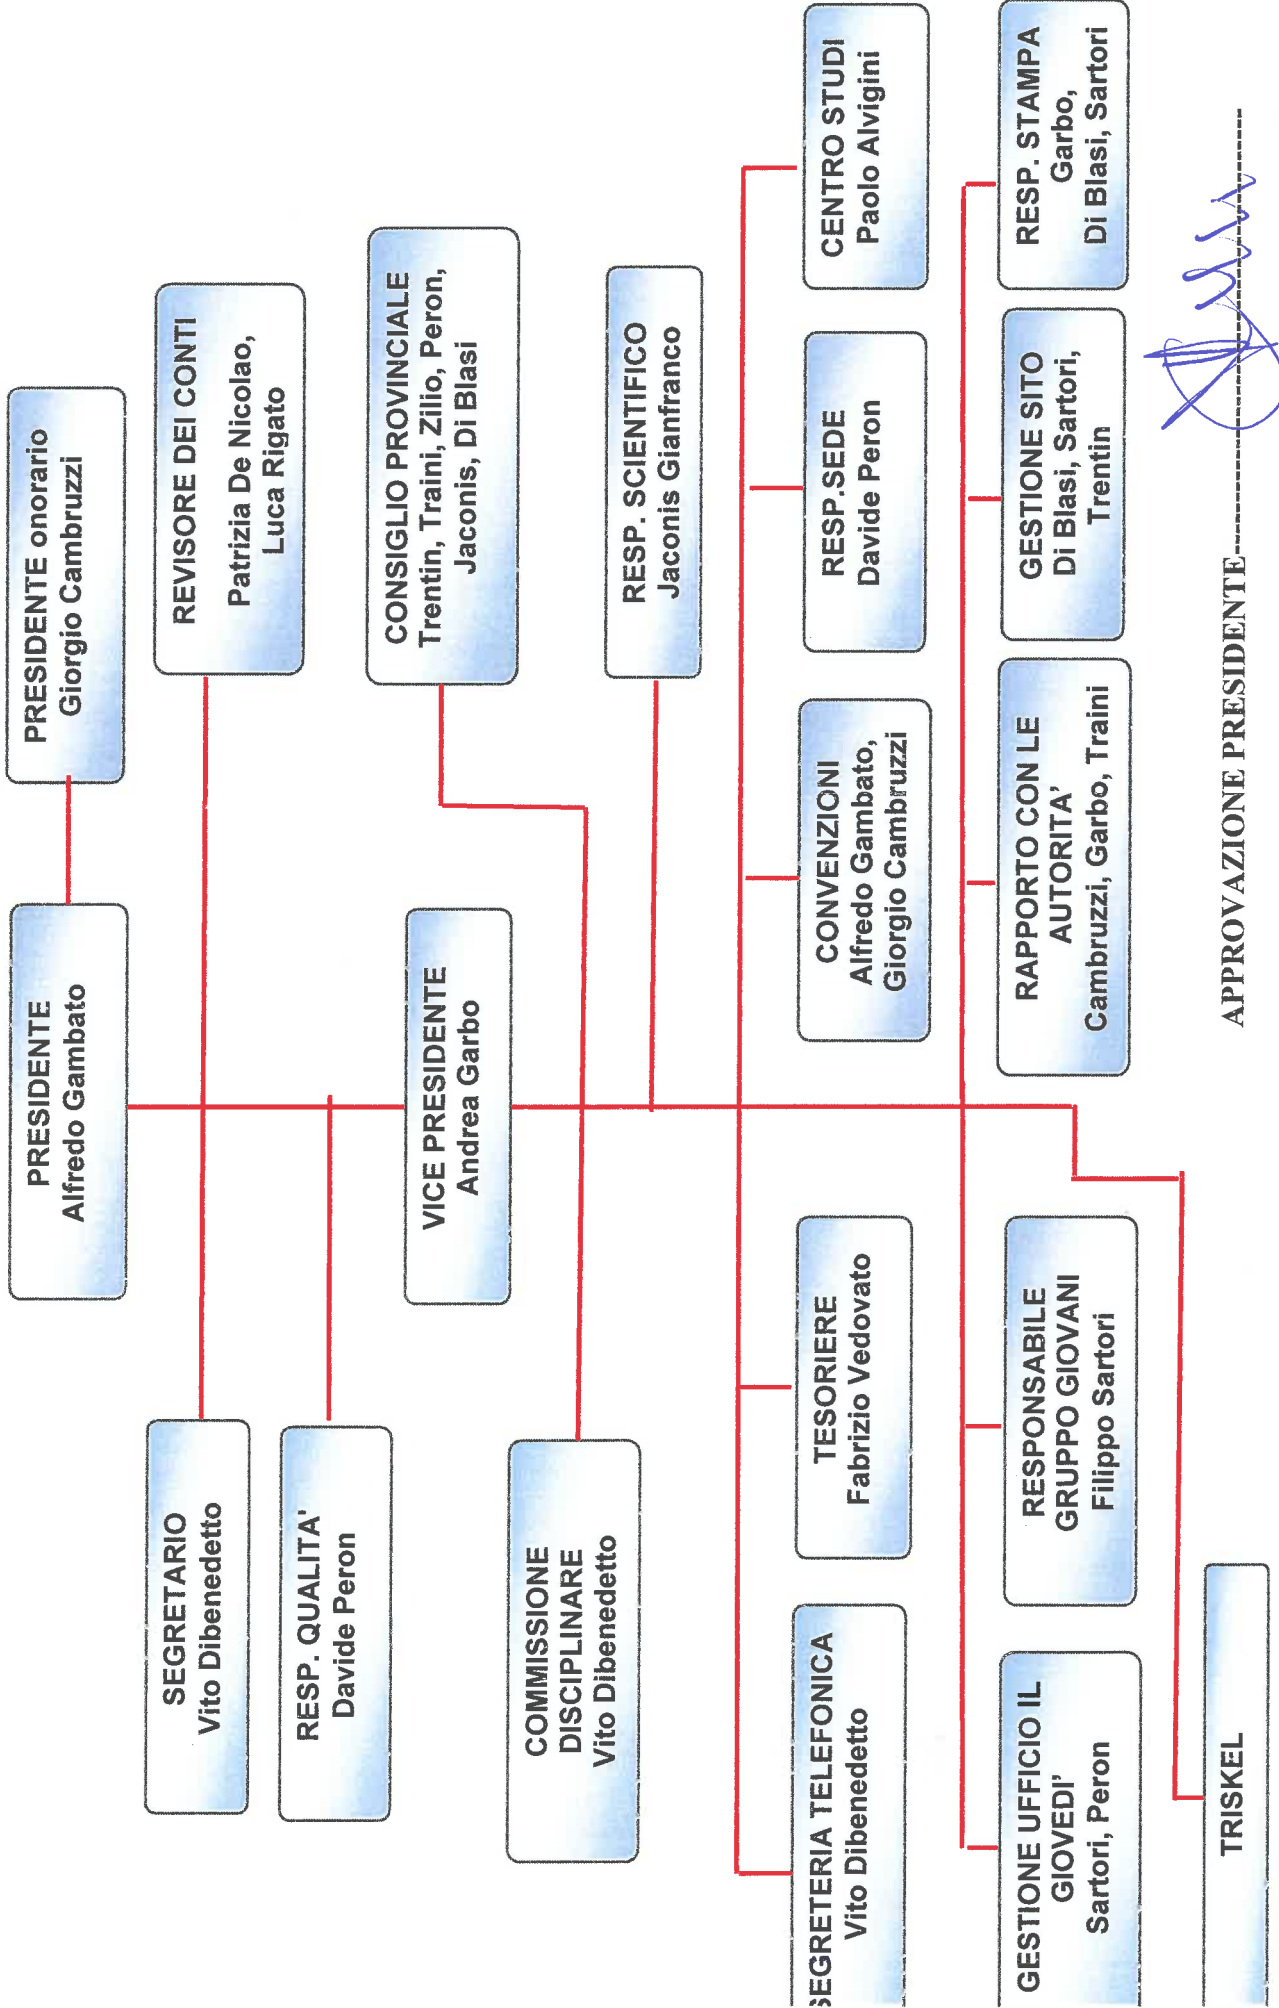 PRESIDENTE
Alfredo Gambato
PRESIDENTE onorario
Giorgio Cambruzzi
SEGRETARIO
Vito Dibenedetto
REVISORE DEI CONTI
Patrizia De Nicolao,
Luca Rigato
RESP. QUALITA'
Davide Peron
VICE PRESIDENTE
Andrea Garbo
CONSIGLIO PROVINCIALE
Trentin, Traini, Zilio, Peron,
Jaconis, Di Blasi
COMMISSIONE
DISCIPLINARE
Vito Dibenedetto
RESP. SCIENTIFICO
Jaconis Gianfranco
SEGRETERIA TELEFONICA
Vito Dibenedetto
TESORIERE
Fabrizio Vedovato
CONVENZIONI
Alfredo Gambato,
Giorgio Cambruzzi
RESP.SEDE
Davide Peron
CENTRO STUDI
Paolo Alvigini
GESTIONE UFFICIO IL
GIOVEDI’
Sartori, Peron
RESPONSABILE
GRUPPO GIOVANI
Filippo Sartori
RAPPORTO CON LE
AUTORITA’
Cambruzzi, Garbo, Traini
GESTIONE SITO
Di Blasi, Sartori,
Trentin
RESP. STAMPA
Garbo,
Di Blasi, Sartori
TRISKEL
APPROVAZIONE PRESIDENTE